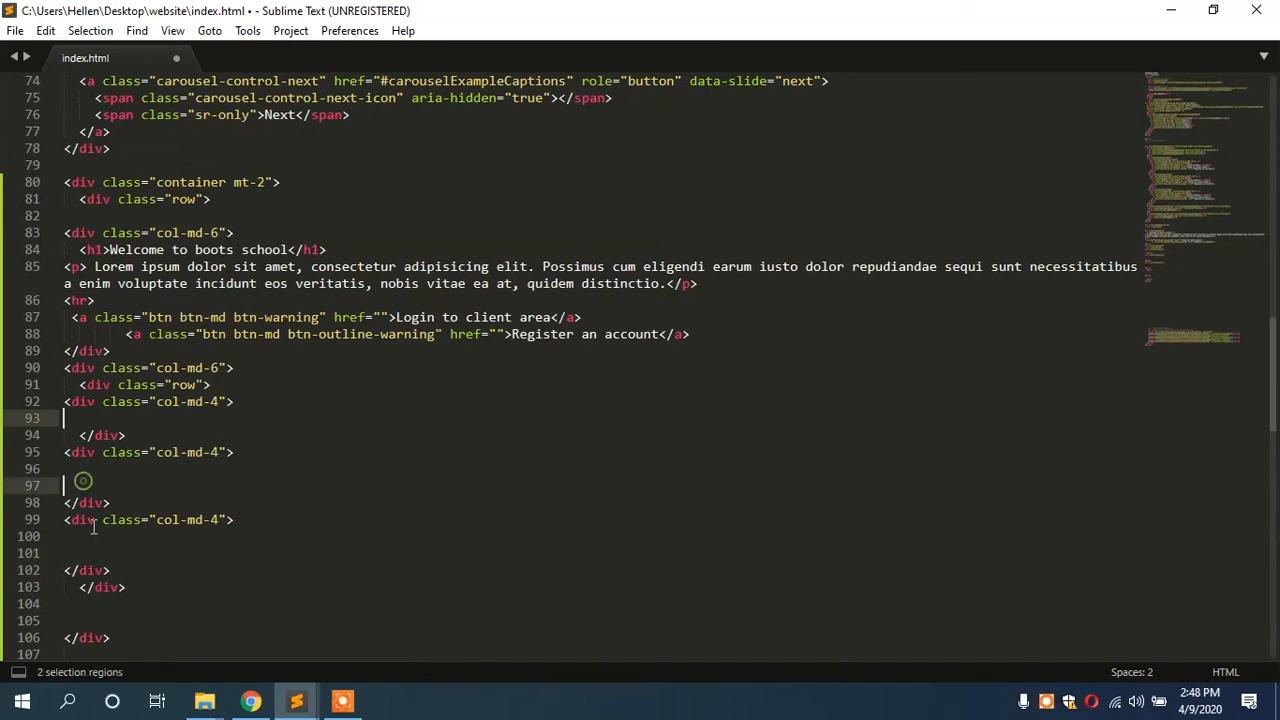 C:\Users\Hellen\Desktop\website\index.html • - Sublime Text (UNREGISTERED)
File Edit Selection Find View Goto Tools Project Preferences Help
index.html
74 <a class="carousel-control-next" href="#carouselExampleCaptions" role="button" data-slide="next">
75 <span class="carousel-control-next-icon" aria-hidden="true"></span>
76 <span class="sr-only">Next</span>
77 </a>
78 </div>
79
80 <div class="container mt-2">
81 <div class="row">
82
83 <div class="col-md-6">
84 <h1>Welcome to boots school</h1>
85 <p> Lorem ipsum dolor sit amet, consectetur adipisicing elit. Possimus cum eligendi earum iusto dolor repudiandae sequi sunt necessitatibus
a enim voluptate incidunt eos veritatis, nobis vitae ea at, quidem distinctio.</p>
86 <hr>
87 <a class="btn btn-md btn-warning" href="">Login to client area</a>
88 <a class="btn btn-md btn-outline-warning" href="">Register an account</a>
89 </div>
90 <div class="col-md-6">
91 <div class="row">
92 <div class="col-md-4">
93
94 </div>
95 <div class="col-md-4">
96
97
98 </div>
99 <div class="col-md-4">
100
101
102 </div>
103 </div>
104
105
106 </div>
107
2 selection regions Spaces: 2 HTML
2:48 PM
4/9/2020